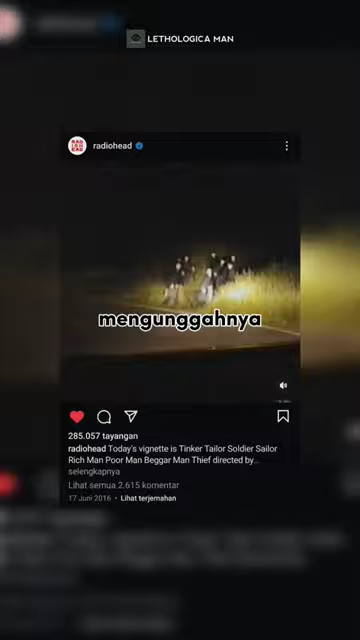 LETHOLOGICA MAN
RADIOHEAD
radiohead
mengunggahnya
285.057 tayangan
radiohead Today's vignette is Tinker Tailor Soldier Sailor
Rich Man Poor Man Beggar Man Thief directed by...
selengkapnya
Lihat semua 2.615 komentar
17 Juni 2016 • Lihat terjemahan